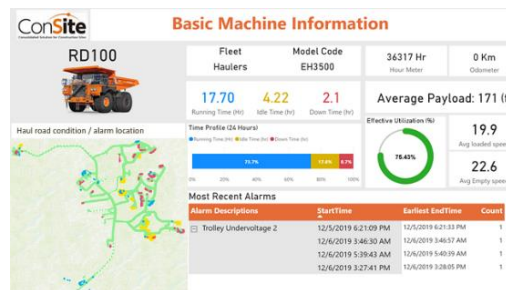 ConSite
Consolidated Solution for Construction Sites
Basic Machine Information
RD100
Fleet
Haulers
Model Code
EH3500
36317 Hr
Hour Meter
0 Km
Odometer
17.70
Running Time (Hr)
4.22
Idle Time (Hr)
2.1
Down Time (hr)
Average Payload: 171 (t
Haul road condition / alarm location
Time Profile (24 Hours)
Running Time (Hr) Idle Time (Hr) Down Time (hr)
73.7%
17.6%
8.7%
0% 20% 40% 60% 80% 100%
Effective Utilization (%)
78.43%
19.9
Avg loaded spee
22.6
Avg Empty speed
Most Recent Alarms
Alarm Descriptions StartTime Earliest EndTime Count
Trolley Undervoltage 2 12/5/2019 6:21:09 PM 12/5/2019 6:21:33 PM 1
12/6/2019 3:46:30 AM 12/6/2019 3:46:57 AM 1
12/6/2019 5:39:43 AM 12/6/2019 5:40:39 AM 1
12/6/2019 3:27:41 PM 12/6/2019 3:28:05 PM 1